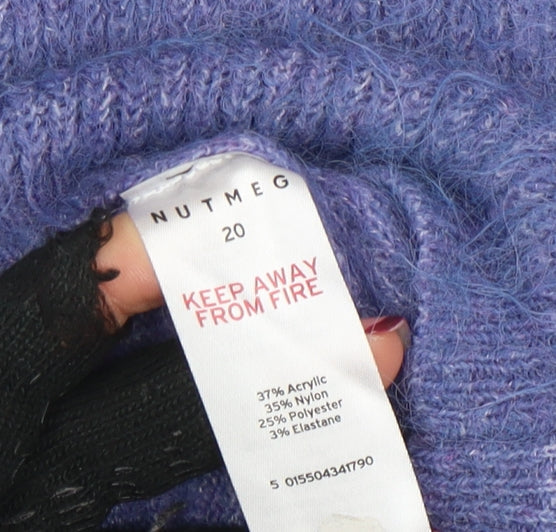 NUTMEG
20
KEEP AWAY
FROM FIRE
37% Acrylic
35% Nylon
25% Polyester
3% Elastane
5 015504341790